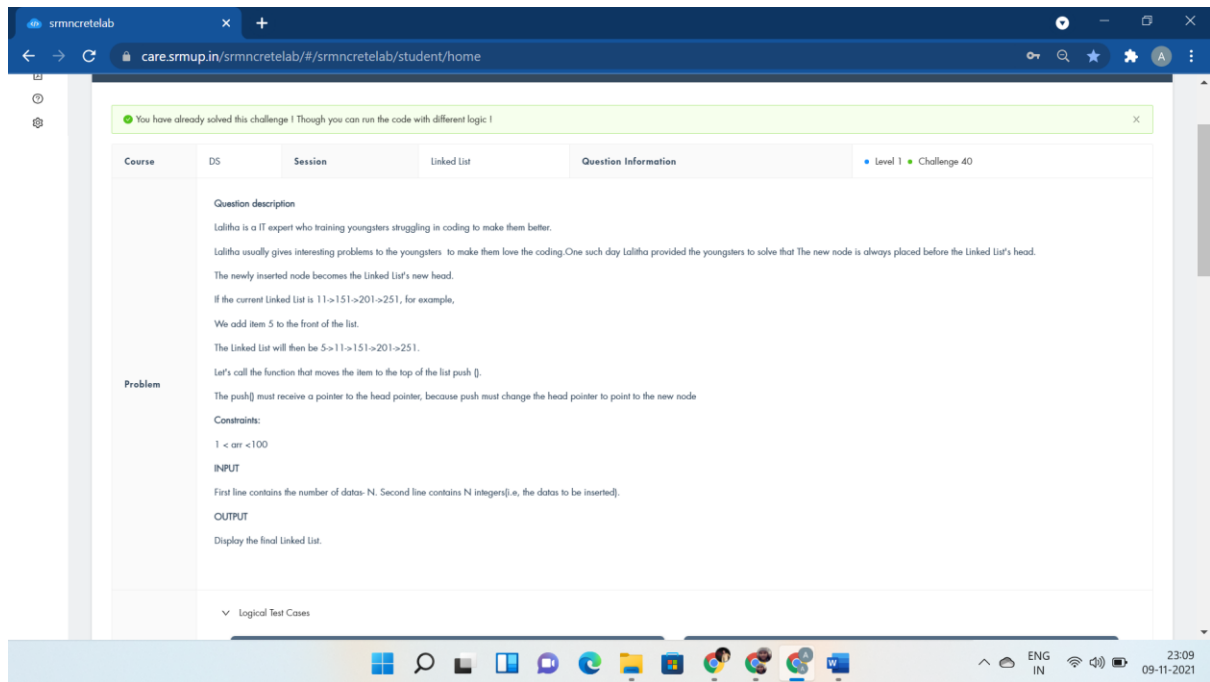 srmncretelab
care.srmup.in/srmncretelab/#/srmncretelab/student/home
A
You have already solved this challenge ! Though you can run the code with different logic !
Course DS Session Linked List Question Information Level 1 Challenge 40
Question description
Lalitha is a IT expert who training youngsters struggling in coding to make them better.
Lalitha usually gives interesting problems to the youngsters to make them love the coding.One such day Lalitha provided the youngsters to solve that The new node is always placed before the Linked List's head.
The newly inserted node becomes the Linked List's new head.
If the current Linked List is 11->151->201->251, for example,
We add item 5 to the front of the list.
The Linked List will then be 5->11->151->201->251.
Let's call the function that moves the item to the top of the list push ().
Problem
The push() must receive a pointer to the head pointer, because push must change the head pointer to point to the new node
Constraints:
1 < arr <100
INPUT
First line contains the number of datas- N. Second line contains N integers(i.e, the datas to be inserted).
OUTPUT
Display the final Linked List.
Logical Test Cases
ENG
IN
23:09
09-11-2021